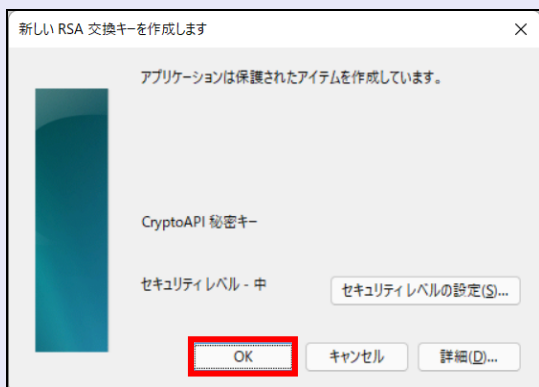 新しい RSA 交換キーを作成します
アプリケーションは保護されたアイテムを作成しています。
CryptoAPI 秘密キー
セキュリティ レベル - 中
セキュリティ レベルの設定(S)...
OK
キャンセル
詳細(D)...